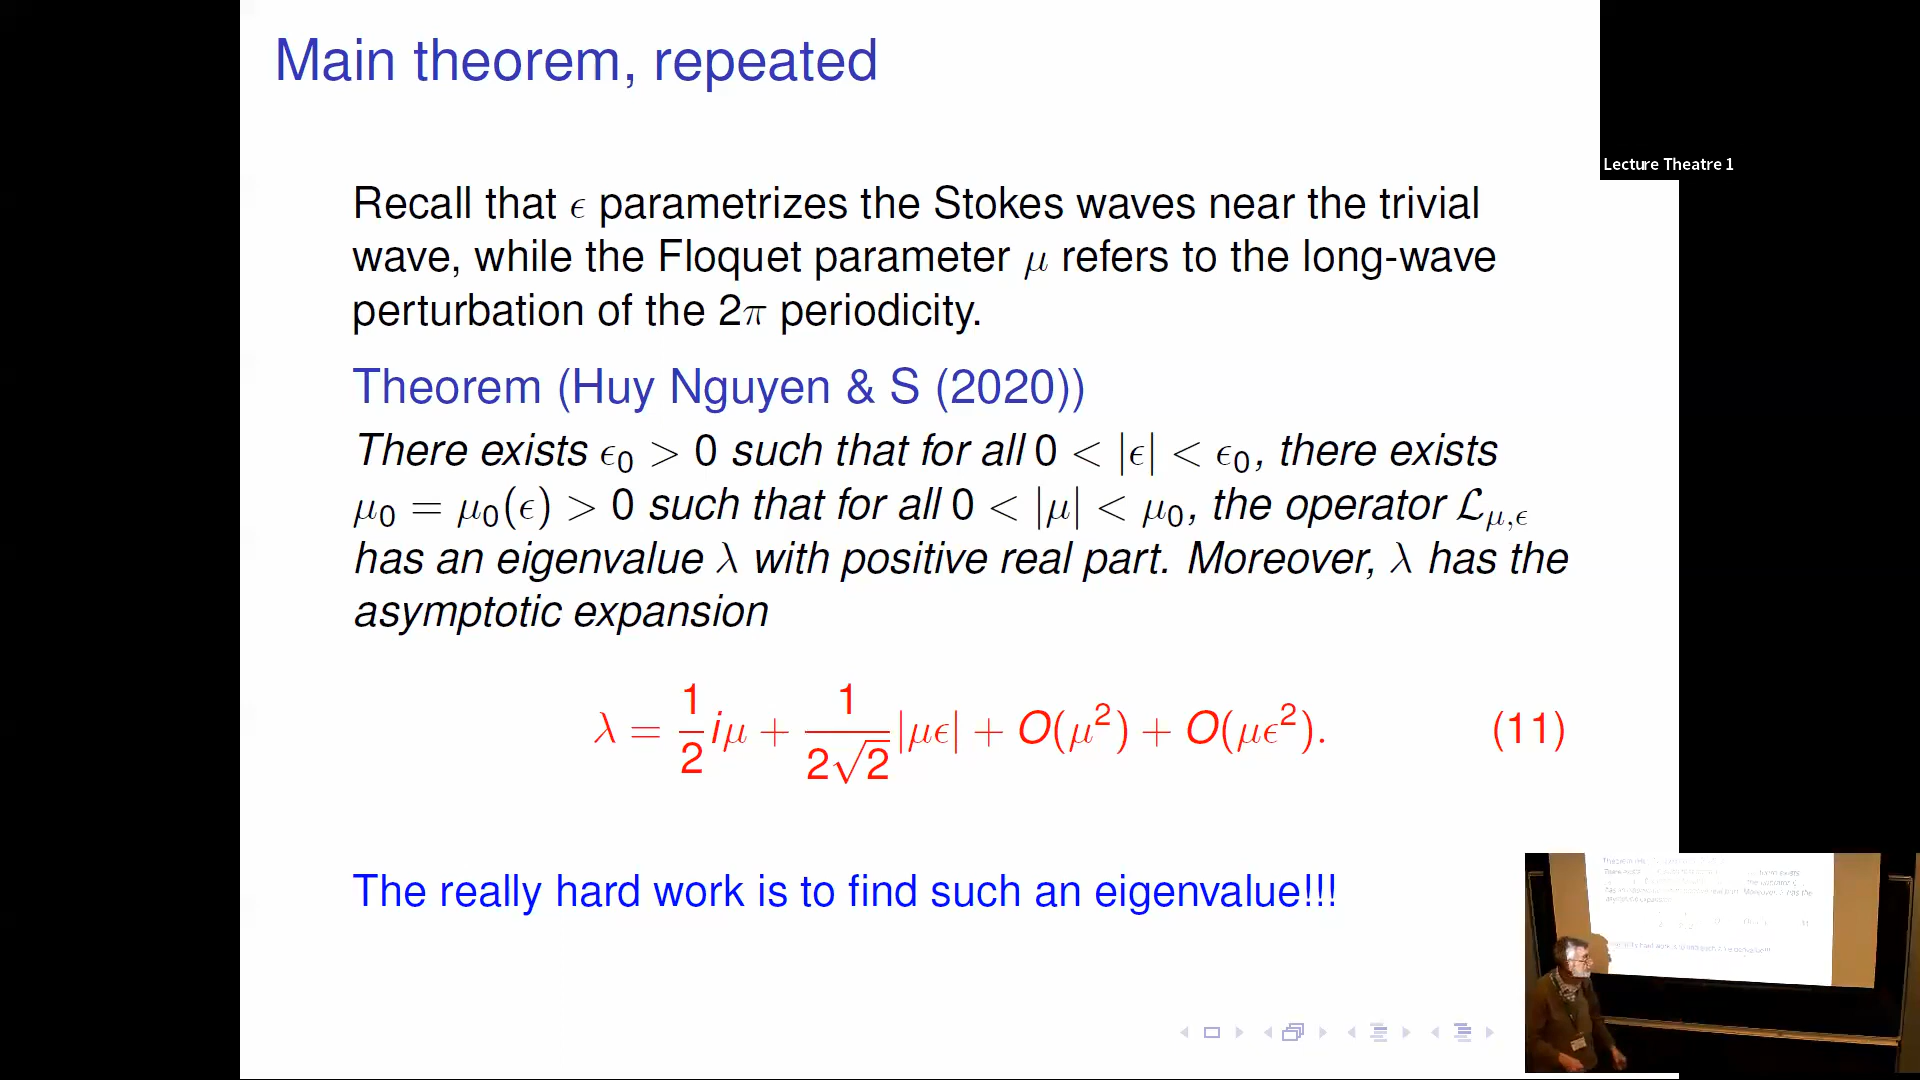 Main theorem, repeated
Lecture Theatre 1
Recall that ϵ parametrizes the Stokes waves near the trivial
wave, while the Floquet parameter μ refers to the long-wave
perturbation of the 2π periodicity.
Theorem (Huy Nguyen & S (2020))
There exists ϵ₀ > 0 such that for all 0 < |ϵ| < ϵ₀, there exists
μ₀ = μ₀(ϵ) > 0 such that for all 0 < |μ| < μ₀, the operator ℒ_{μ,ϵ}
has an eigenvalue λ with positive real part. Moreover, λ has the
asymptotic expansion
λ = \frac{1}{2}iμ + \frac{1}{2√2}|μϵ| + O(μ²) + O(μϵ²). (11)
The really hard work is to find such an eigenvalue!!!